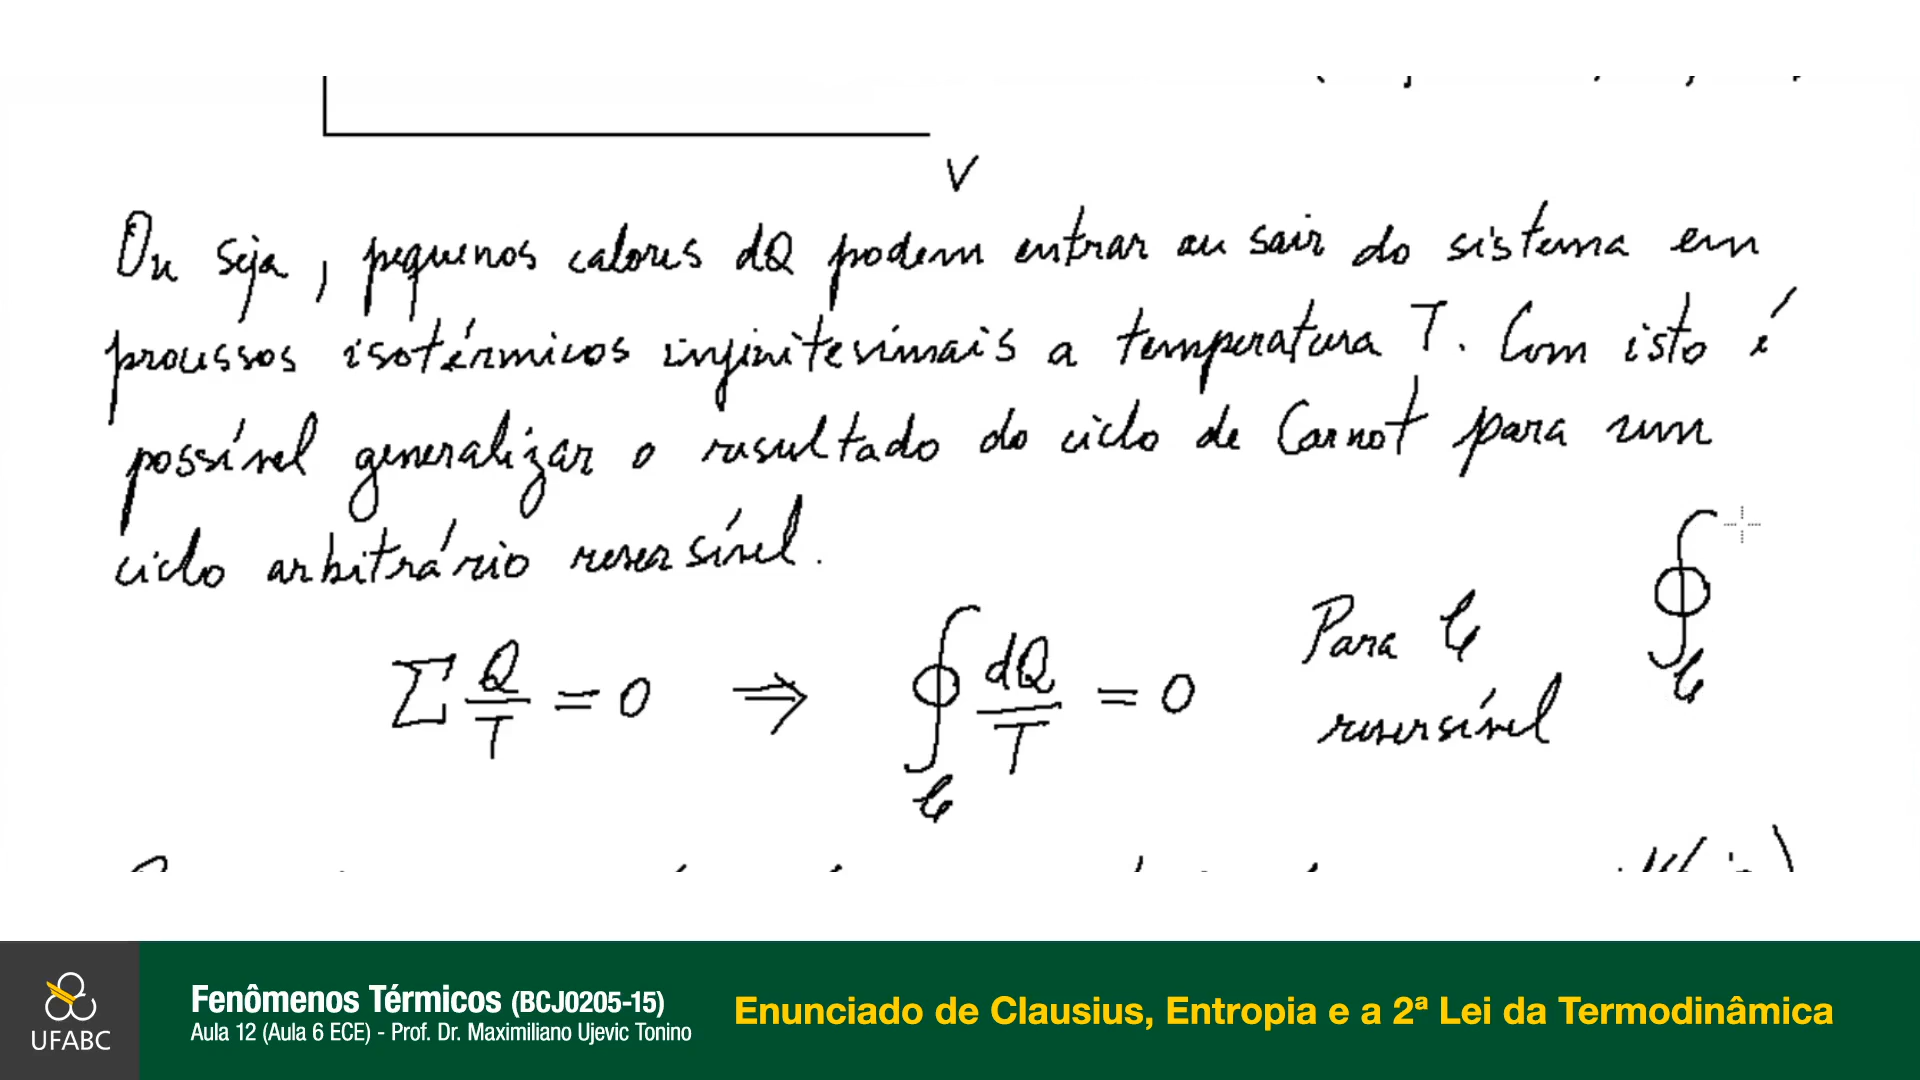 V
Ou seja, pequenos calores dQ podem entrar ou sair do sistema em
processos isotérmicos infinitesimais a temperatura T. Com isto é
possível generalizar o resultado do ciclo de Carnot para um
ciclo arbitrário reversível.
∑ Q/T = 0 ⇒ ∮_C dQ/T = 0 Para C reversível ∮_C
UFABC
Fenômenos Térmicos (BCJ0205-15)
Aula 12 (Aula 6 ECE) - Prof. Dr. Maximiliano Ujevic Tonino
Enunciado de Clausius, Entropia e a 2ª Lei da Termodinâmica